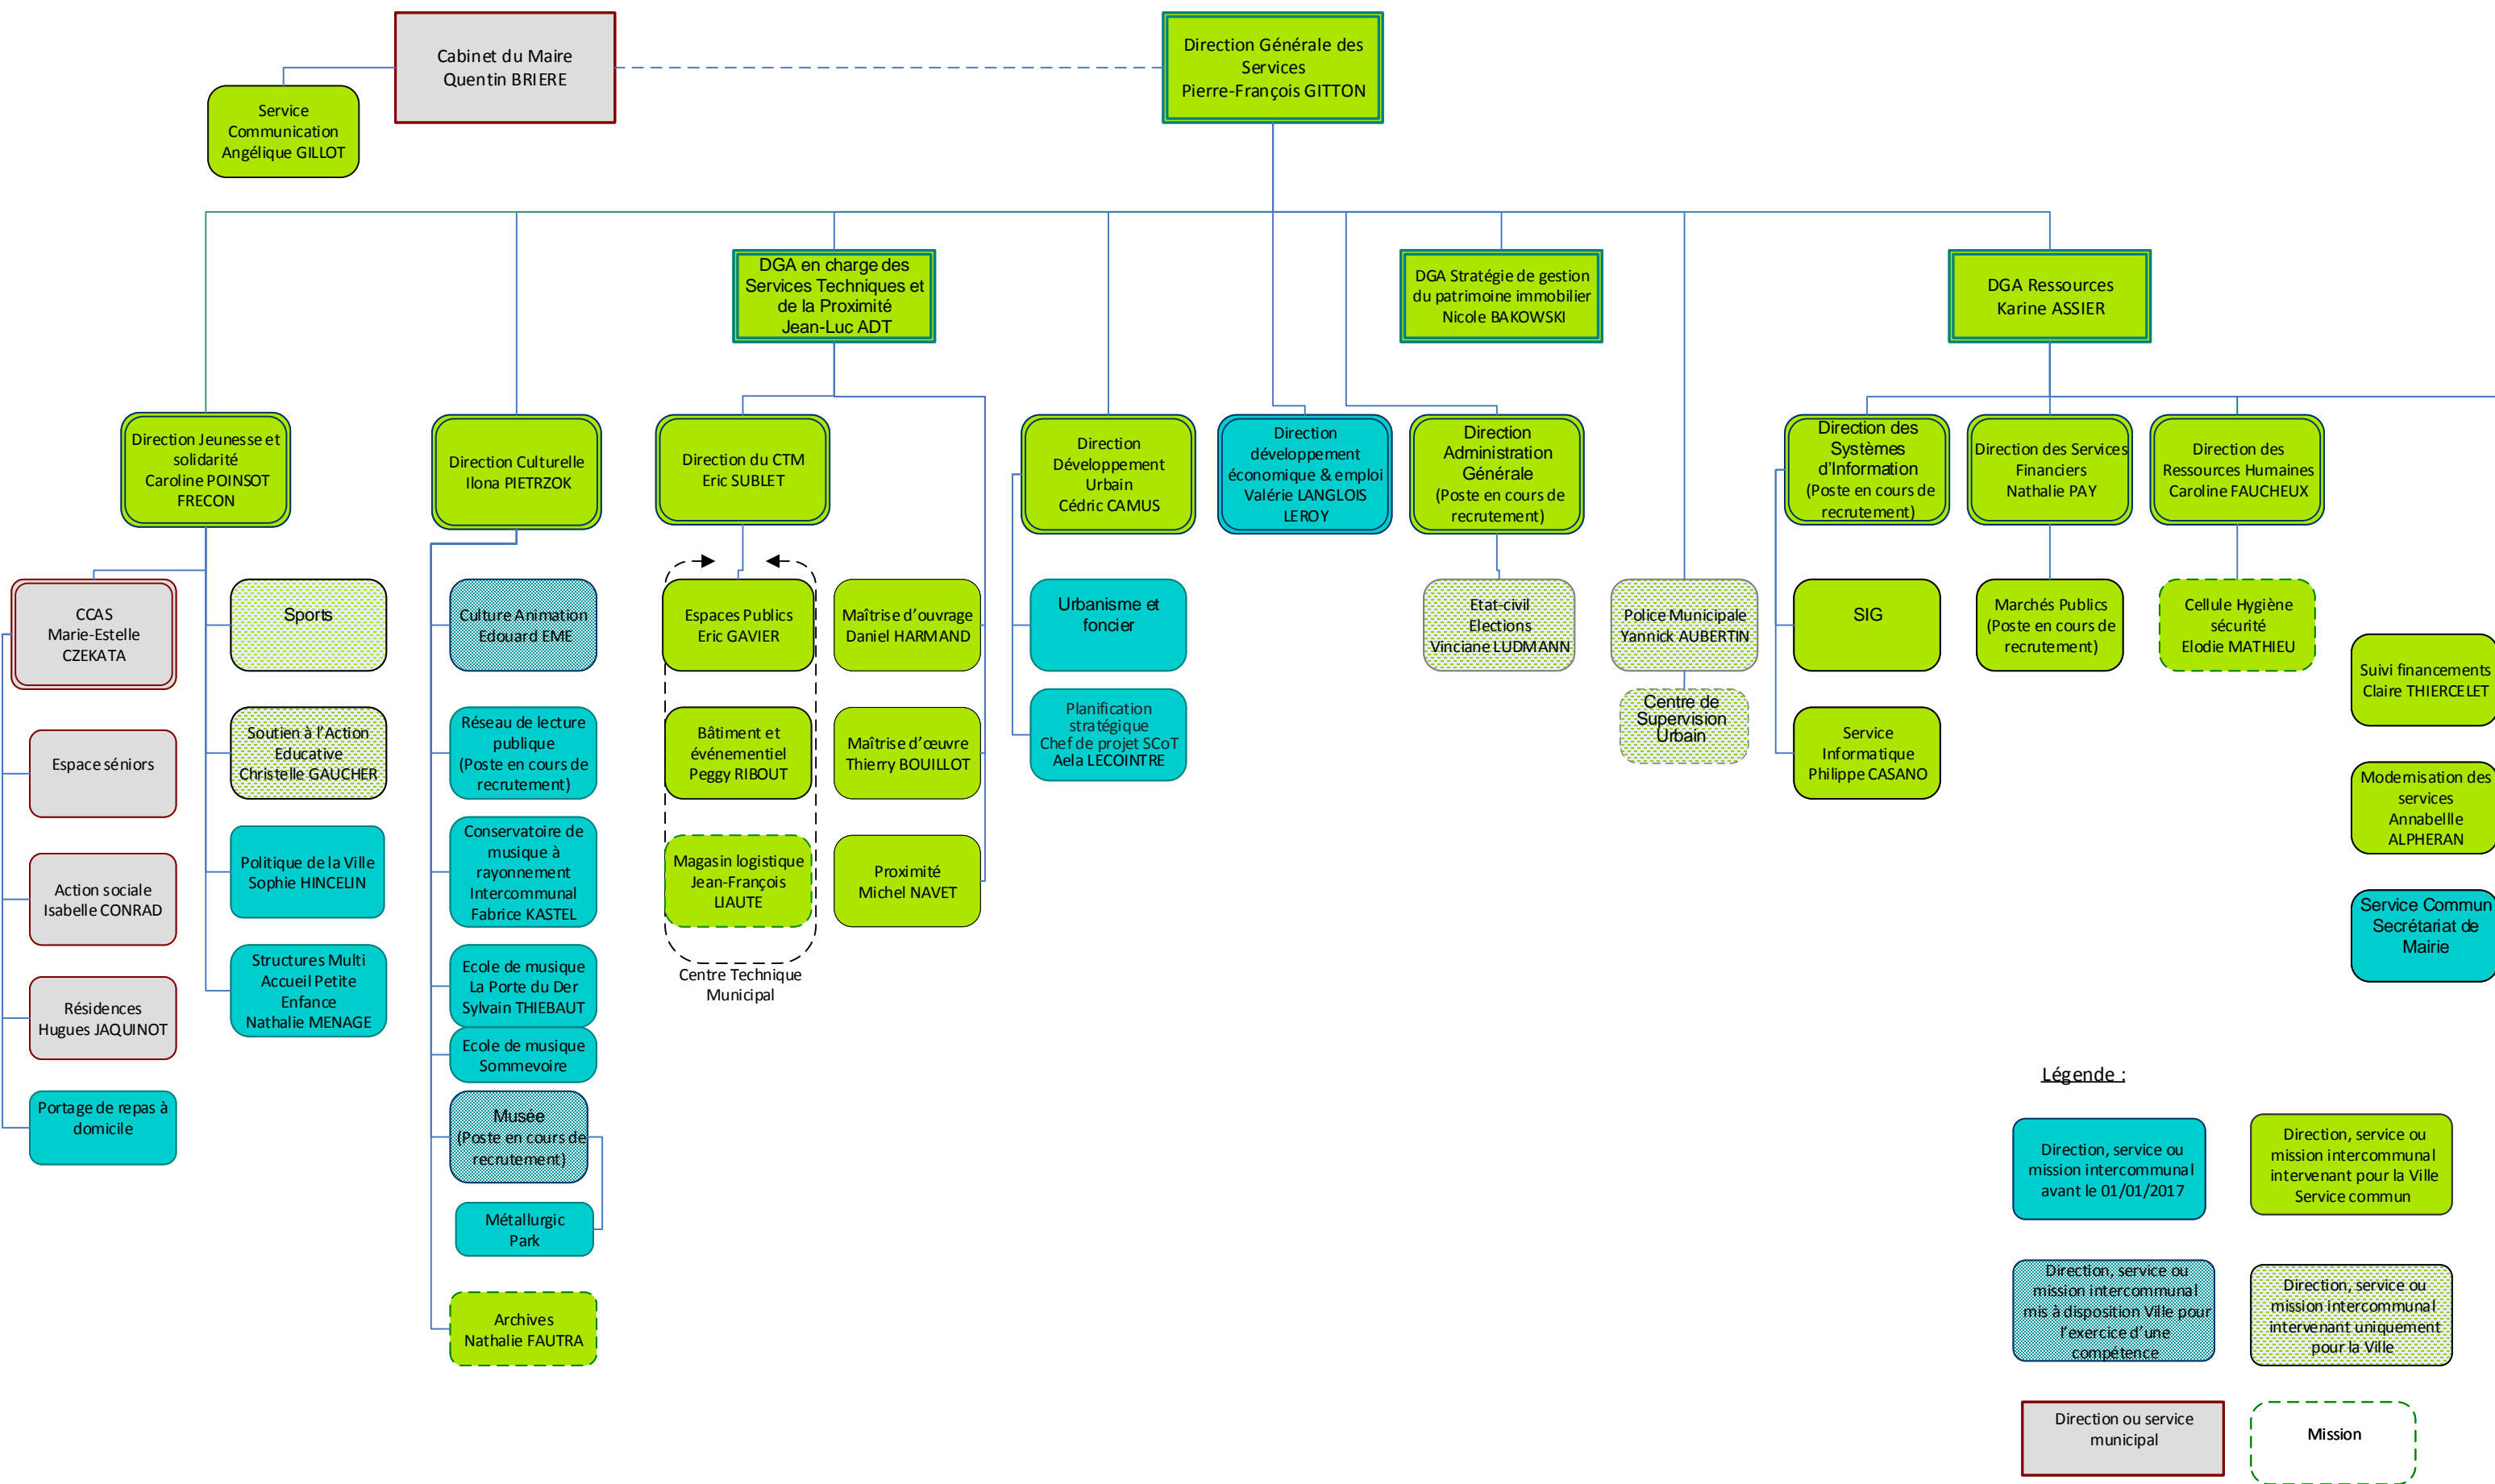 Cabinet du Maire
Quentin BRIERE
Direction Générale des
Services
Pierre-François GITTON
Service
Communication
Angélique GILLOT
DGA en charge des
Services Techniques et
de la Proximité
Jean-Luc ADT
DGA Stratégie de gestion
du patrimoine immobilier
Nicole BAKOWSKI
DGA Ressources
Karine ASSIER
Direction Jeunesse et
solidarité
Caroline POINSOT
FRECON
Direction Culturelle
Ilona PIETRZOK
Direction du CTM
Eric SUBLET
Direction
Développement
Urbain
Cédric CAMUS
Direction
développement
économique & emploi
Valérie LANGLOIS
LEROY
Direction
Administration
Générale
(Poste en cours de
recrutement)
Direction des
Systèmes
d'Information
(Poste en cours de
recrutement)
Direction des Services
Financiers
Nathalie PAY
Direction des
Ressources Humaines
Caroline FAUCHEUX
CCAS
Marie-Estelle
CZEKATA
Espace séniors
Action sociale
Isabelle CONRAD
Résidences
Hugues JAQUINOT
Portage de repas à
domicile
Sports
Soutien à l'Action
Educative
Christelle GAUCHER
Politique de la Ville
Sophie HINCELIN
Structures Multi
Accueil Petite
Enfance
Nathalie MENAGE
Culture Animation
Edouard EME
Réseau de lecture
publique
(Poste en cours de
recrutement)
Conservatoire de
musique à
rayonnement
Intercommunal
Fabrice KASTEL
Ecole de musique
La Porte du Der
Sylvain THIEBAUT
Ecole de musique
Sommevoire
Musée
(Poste en cours de
recrutement)
Métallurgic
Park
Archives
Nathalie FAUTRA
Espaces Publics
Eric GAVIER
Bâtiment et
événementiel
Peggy RIBOUT
Magasin logistique
Jean-François
LIAUTE
Centre Technique
Municipal
Maîtrise d'ouvrage
Daniel HARMAND
Maîtrise d'œuvre
Thierry BOUILLOT
Proximité
Michel NAVET
Urbanisme et
foncier
Planification
stratégique
Chef de projet SCoT
Aela LECOINTRE
Etat-civil
Elections
Vinciane LUDMANN
Police Municipale
Yannick AUBERTIN
Centre de
Supervision
Urbain
SIG
Service
Informatique
Philippe CASANO
Marchés Publics
(Poste en cours de
recrutement)
Cellule Hygiène
sécurité
Elodie MATHIEU
Suivi financements
Claire THIERCELET
Modernisation des
services
Annabellle
ALPHERAN
Service Commun
Secrétariat de
Mairie
Légende :
Direction, service ou
mission intercommunal
avant le 01/01/2017
Direction, service ou
mission intercommunal
intervenant pour la Ville
Service commun
Direction, service ou
mission intercommunal
mis à disposition Ville pour
l'exercice d'une
compétence
Direction, service ou
mission intercommunal
intervenant uniquement
pour la Ville
Direction ou service
municipal
Mission